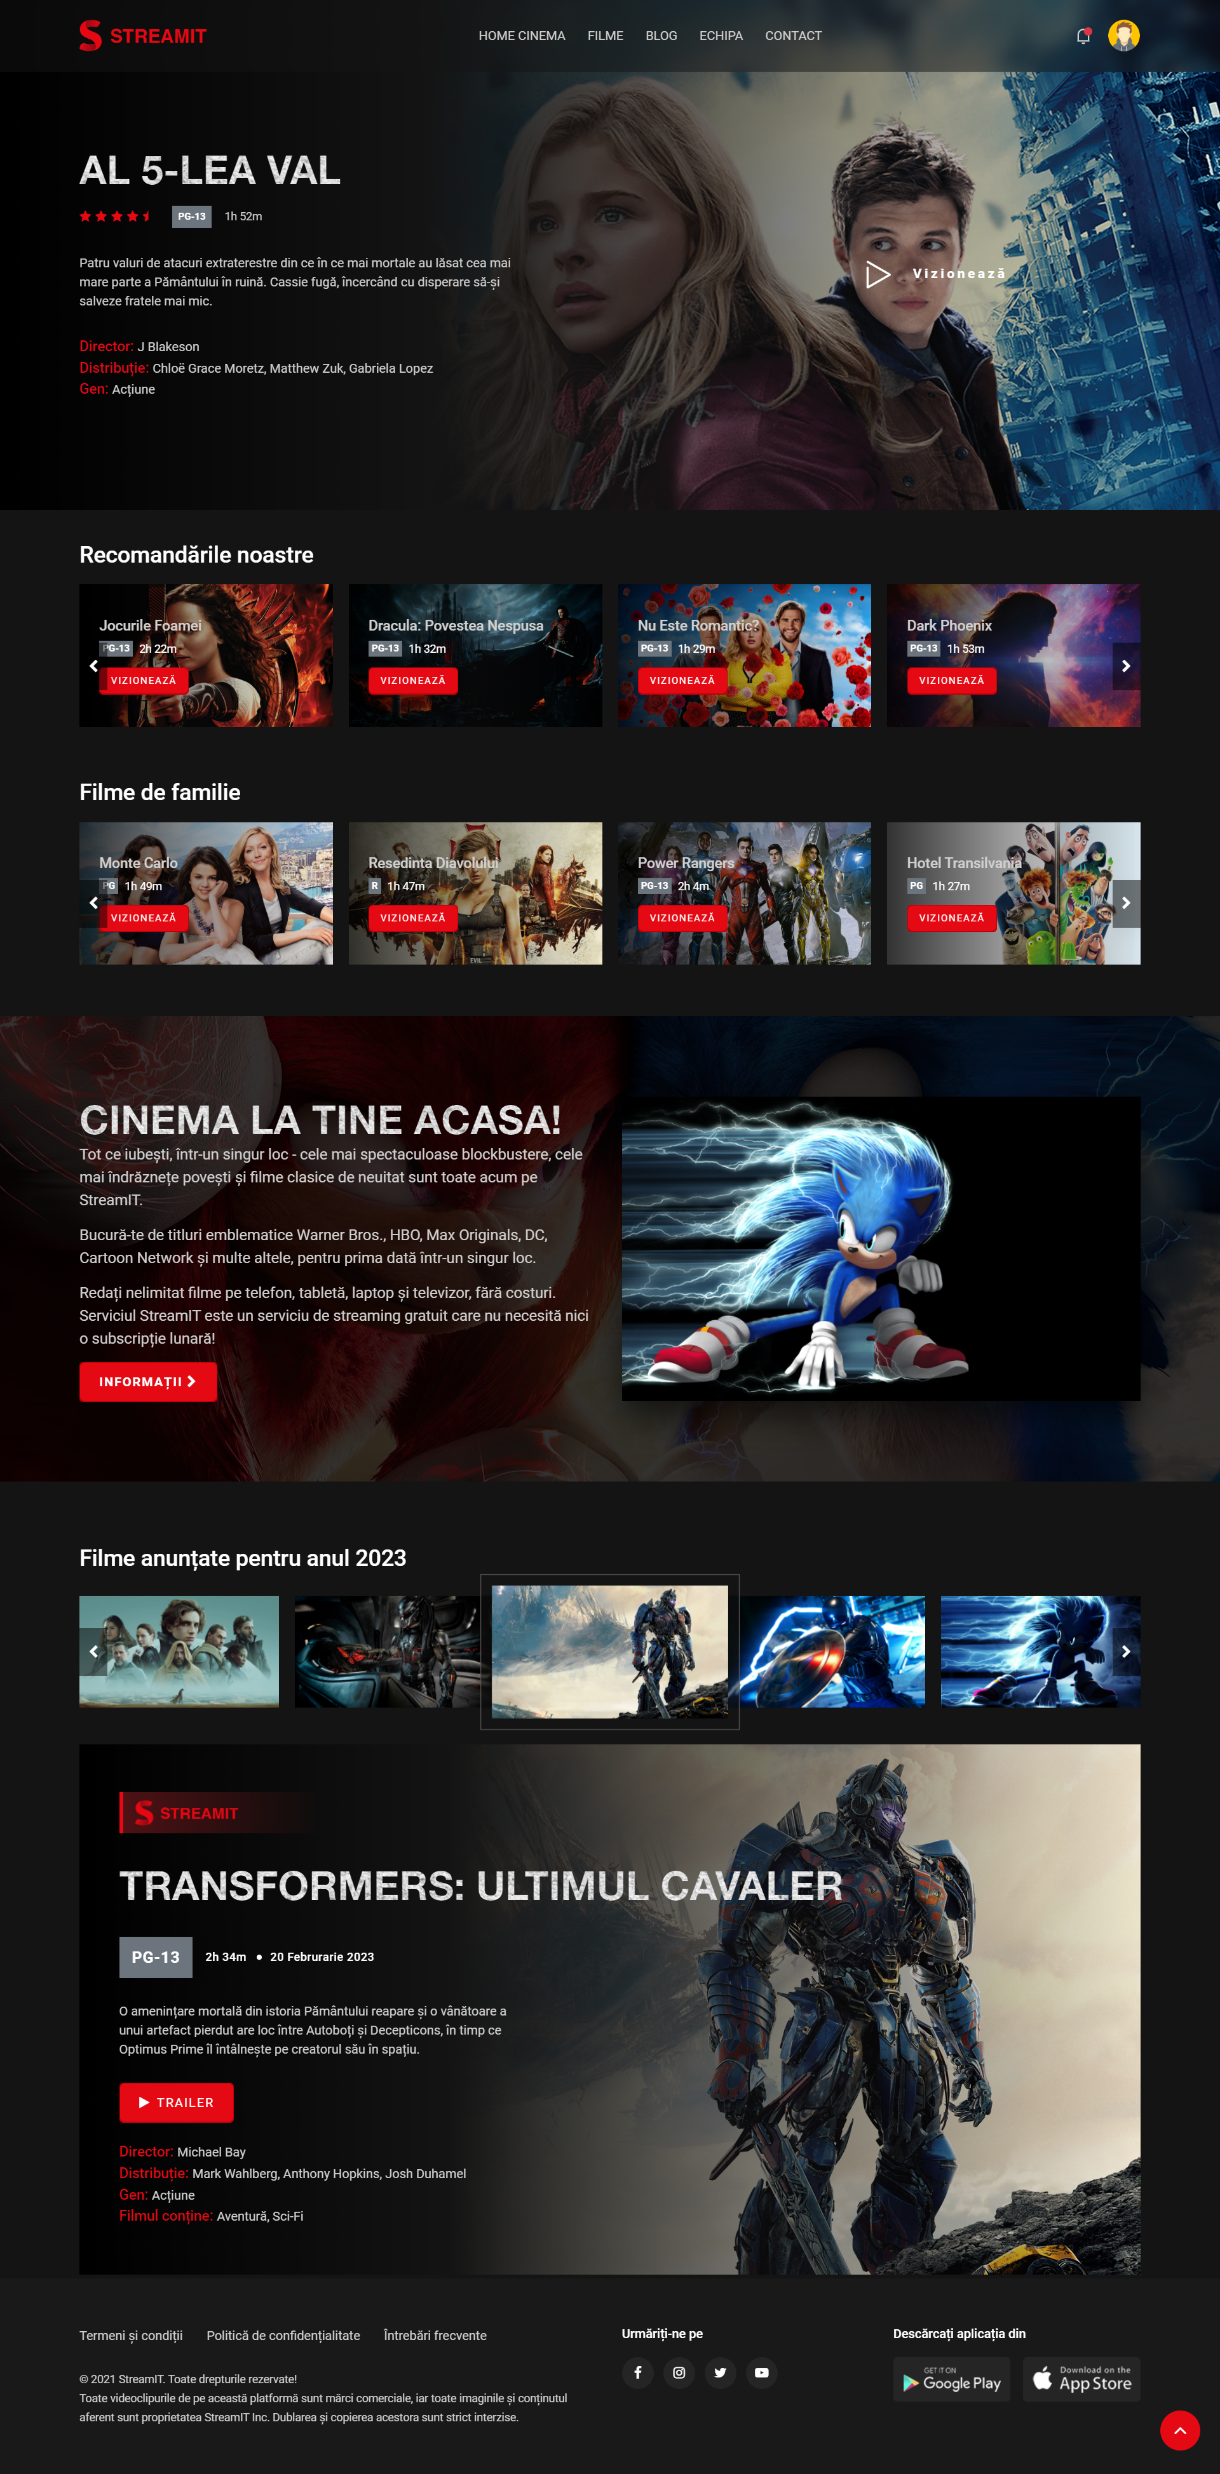 STREAMIT
HOME CINEMA FILME BLOG ECHIPA CONTACT
AL 5-LEA VAL
PG-13 1h 52m
Patru valuri de atacuri extraterestre din ce în ce mai mortale au lăsat cea mai
mare parte a Pământului în ruină. Cassie fugă, încercând cu disperare să-și
salveze fratele mai mic.
Vizionează
Director: J Blakeson
Distribuție: Chloë Grace Moretz, Matthew Zuk, Gabriela Lopez
Gen: Acțiune
Recomandările noastre
Jocurile Foamei
PG-13 2h 22m
VIZIONEAZĂ
Dracula: Povestea Nespusa
PG-13 1h 32m
VIZIONEAZĂ
Nu Este Romantic?
PG-13 1h 29m
VIZIONEAZĂ
Dark Phoenix
PG-13 1h 53m
VIZIONEAZĂ
Filme de familie
Monte Carlo
PG 1h 49m
VIZIONEAZĂ
Resedinta Diavolului
R 1h 47m
VIZIONEAZĂ
EVIL
Power Rangers
PG-13 2h 4m
VIZIONEAZĂ
Hotel Transilvania
PG 1h 27m
VIZIONEAZĂ
CINEMA LA TINE ACASA!
Tot ce iubești, într-un singur loc - cele mai spectaculoase blockbustere, cele
mai îndrăznețe povești și filme clasice de neuitat sunt toate acum pe
StreamIT.
Bucură-te de titluri emblematice Warner Bros., HBO, Max Originals, DC,
Cartoon Network și multe altele, pentru prima dată într-un singur loc.
Redați nelimitat filme pe telefon, tabletă, laptop și televizor, fără costuri.
Serviciul StreamIT este un serviciu de streaming gratuit care nu necesită nici
o subscripție lunară!
INFORMAȚII
Filme anunțate pentru anul 2023
STREAMIT
TRANSFORMERS: ULTIMUL CAVALER
PG-13 2h 34m • 20 Februrarie 2023
O amenințare mortală din istoria Pământului reapare și o vânătoare a
unui artefact pierdut are loc între Autoboți și Decepticons, în timp ce
Optimus Prime îl întâlnește pe creatorul său în spațiu.
TRAILER
Director: Michael Bay
Distribuție: Mark Wahlberg, Anthony Hopkins, Josh Duhamel
Gen: Acțiune
Filmul conține: Aventură, Sci-Fi
Termeni și condiții Politică de confidențialitate Întrebări frecvente
© 2021 StreamIT. Toate drepturile rezervate!
Toate videoclipurile de pe această platformă sunt mărci comerciale, iar toate imaginile și conținutul
aferent sunt proprietatea StreamIT Inc. Dublarea și copierea acestora sunt strict interzise.
Urmăriți-ne pe
Descărcați aplicația din
GET IT ON
Google Play
Download on the
App Store